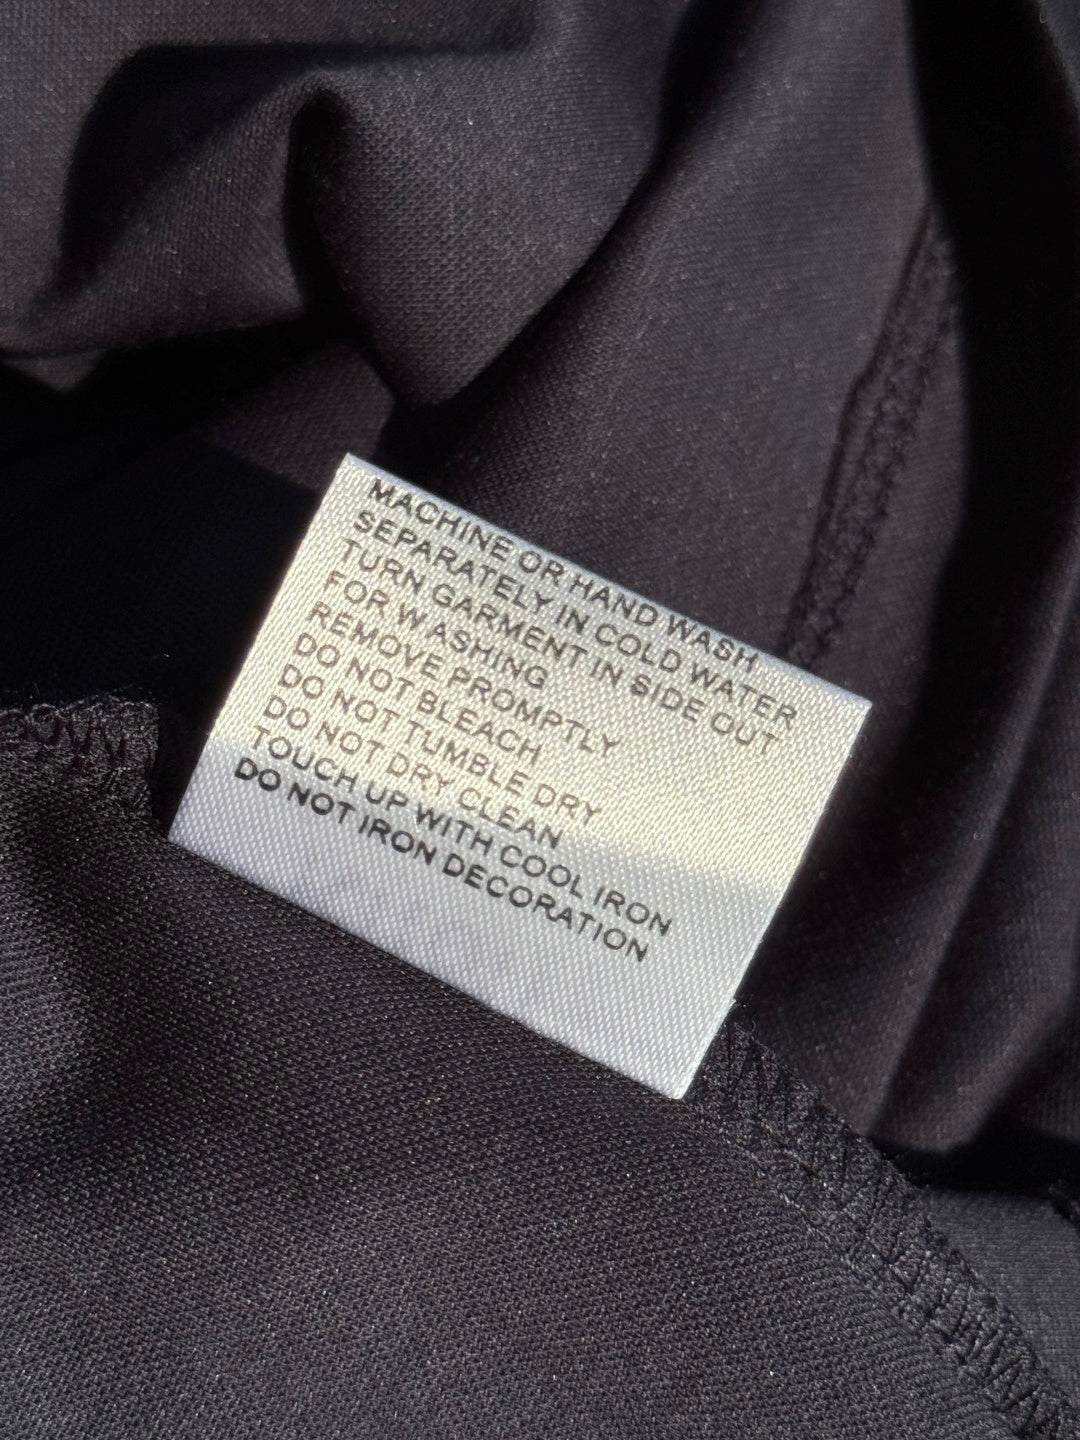 MACHINE OR HAND WASH
SEPARATELY IN COLD WATER
TURN GARMENT IN SIDE OUT
FOR WASHING
REMOVE PROMPTLY
DO NOT BLEACH
DO NOT TUMBLE DRY
DO NOT DRY CLEAN
TOUCH UP WITH COOL IRON
DO NOT IRON DECORATION